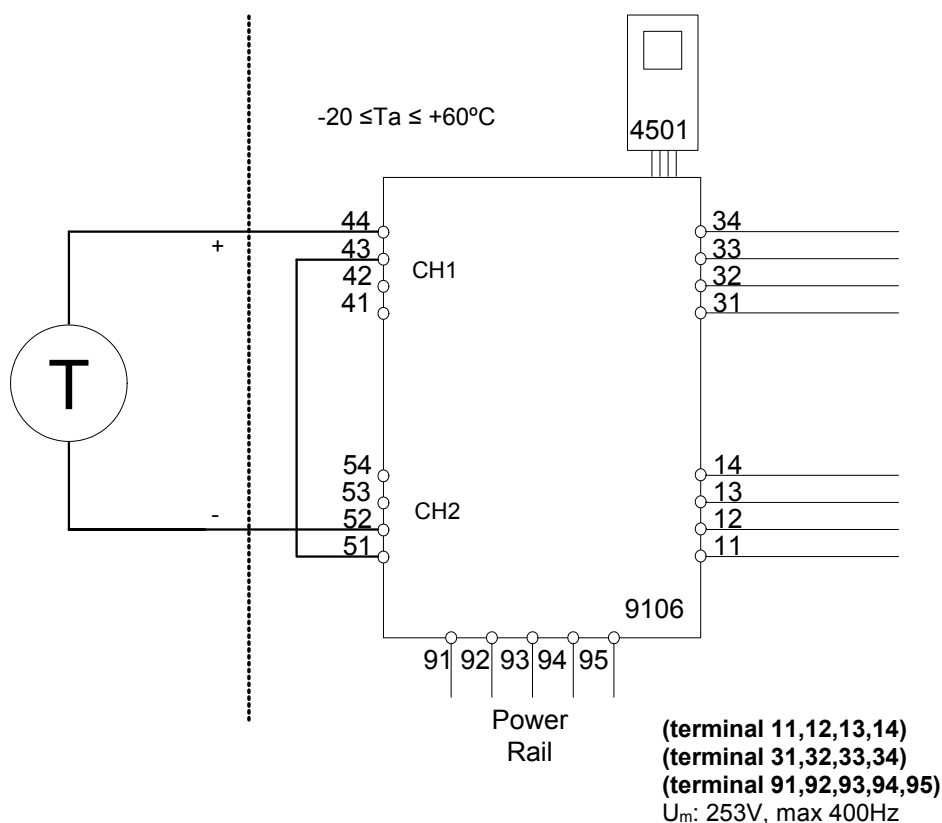 -20 ≤Ta ≤ +60ºC
4501
44
43
42
41
+
CH1
34
33
32
31
T
54
53
52
51
-
CH2
14
13
12
11
9106
91 92 93 94 95
Power
Rail
(terminal 11,12,13,14)
(terminal 31,32,33,34)
(terminal 91,92,93,94,95)
Um: 253V, max 400Hz